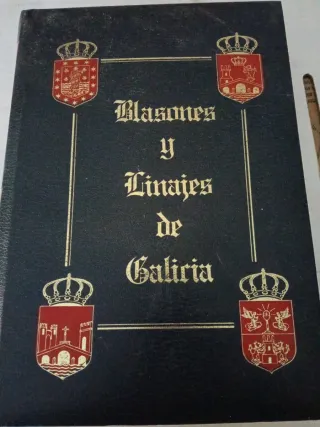 Blasones
y
Linajes
de
Galicia